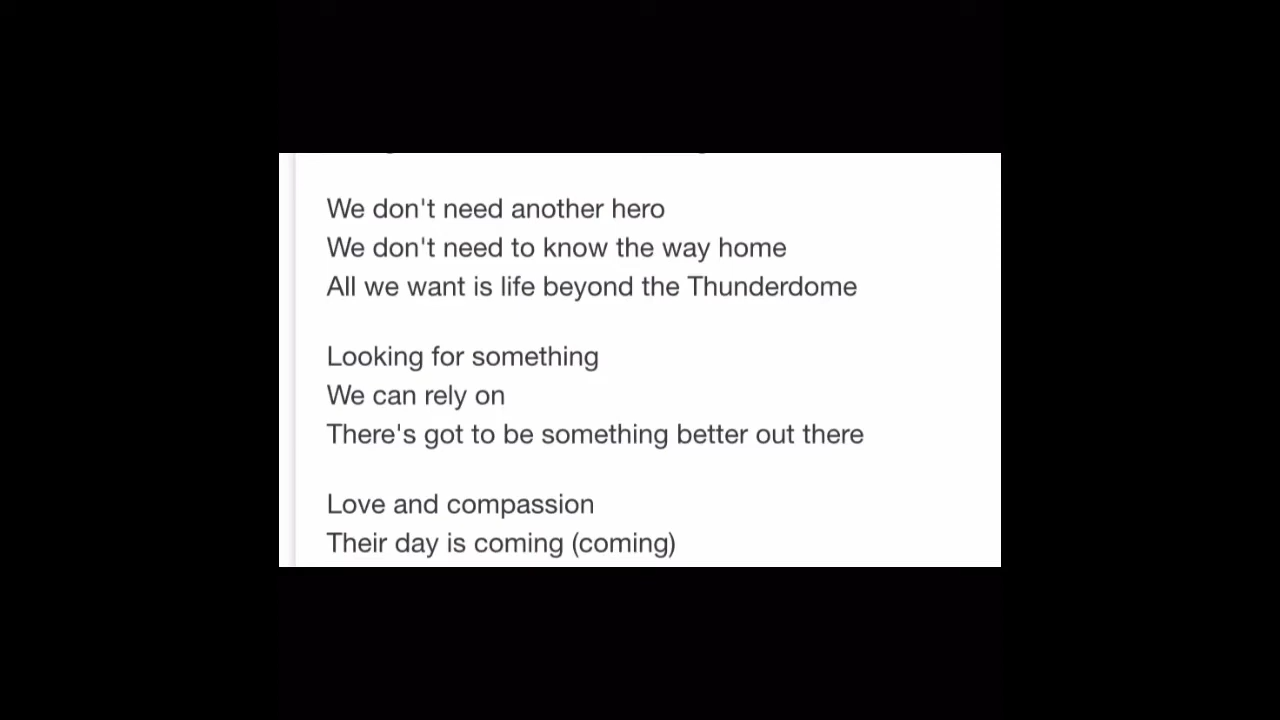 We don't need another hero
We don't need to know the way home
All we want is life beyond the Thunderdome
Looking for something
We can rely on
There's got to be something better out there
Love and compassion
Their day is coming (coming)